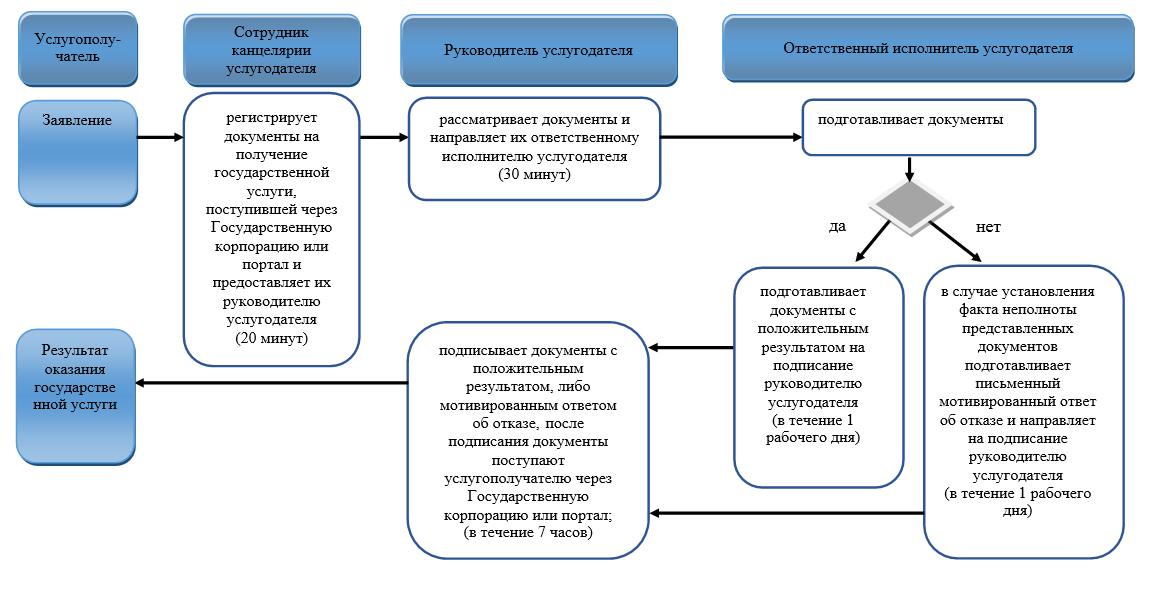 Услугополу-
чатель
Сотрудник
канцелярии
услугодателя
Руководитель услугодателя
Ответственный исполнитель услугодателя
Заявление
регистрирует
документы на
получение
государственной
услуги,
поступившей через
Государственную
корпорацию или
портал и
предоставляет их
руководителю
услугодателя
(20 минут)
рассматривает документы и
направляет их ответственному
исполнителю услугодателя
(30 минут)
подготавливает документы
да
нет
подготавливает
документы с
положительным
результатом на
подписание
руководителю
услугодателя
(в течение 1
рабочего дня)
в случае установления
факта неполноты
представленных
документов
подготавливает
письменный
мотивированный ответ
об отказе и направляет
на подписание
руководителю
услугодателя
(в течение 1 рабочего
дня)
подписывает документы с
положительным
результатом, либо
мотивированным ответом
об отказе, после
подписания документы
поступают
услугополучателю через
Государственную
корпорацию или портал;
(в течение 7 часов)
Результат
оказания
государстве
нной услуги